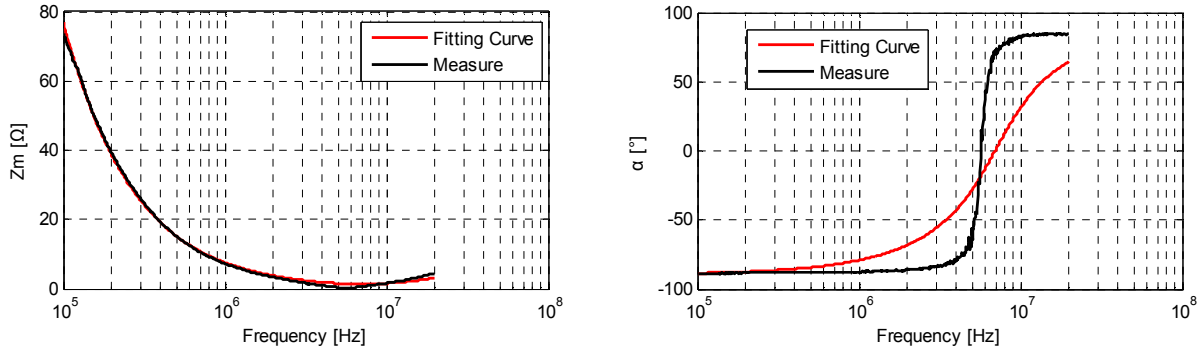 80
60
40
20
0
Zm [Ω]
Fitting Curve
Measure
10^5
10^6
10^7
10^8
Frequency [Hz]
100
50
0
-50
-100
α [°]
Fitting Curve
Measure
10^5
10^6
10^7
10^8
Frequency [Hz]